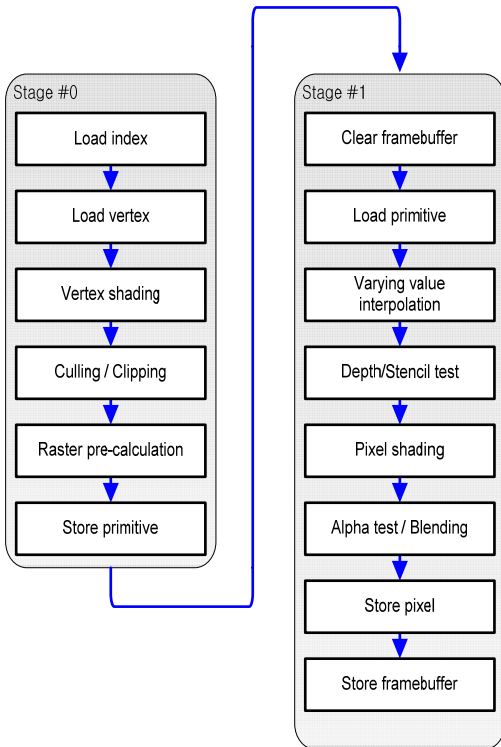 Stage #0
Load index
Load vertex
Vertex shading
Culling / Clipping
Raster pre-calculation
Store primitive
Stage #1
Clear framebuffer
Load primitive
Varying value
interpolation
Depth/Stencil test
Pixel shading
Alpha test / Blending
Store pixel
Store framebuffer